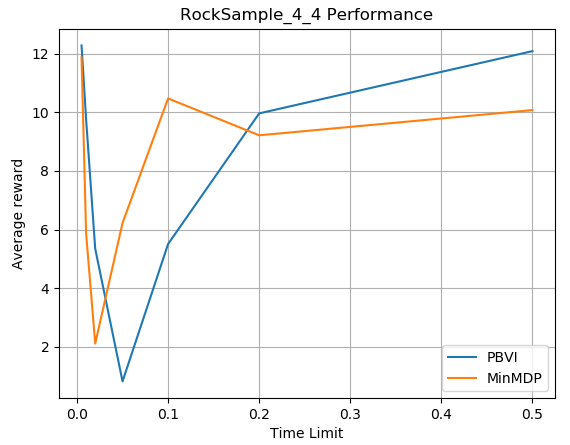 RockSample_4_4 Performance
Average reward
12
10
8
6
4
2
0.0 0.1 0.2 0.3 0.4 0.5
Time Limit
PBVI
MinMDP